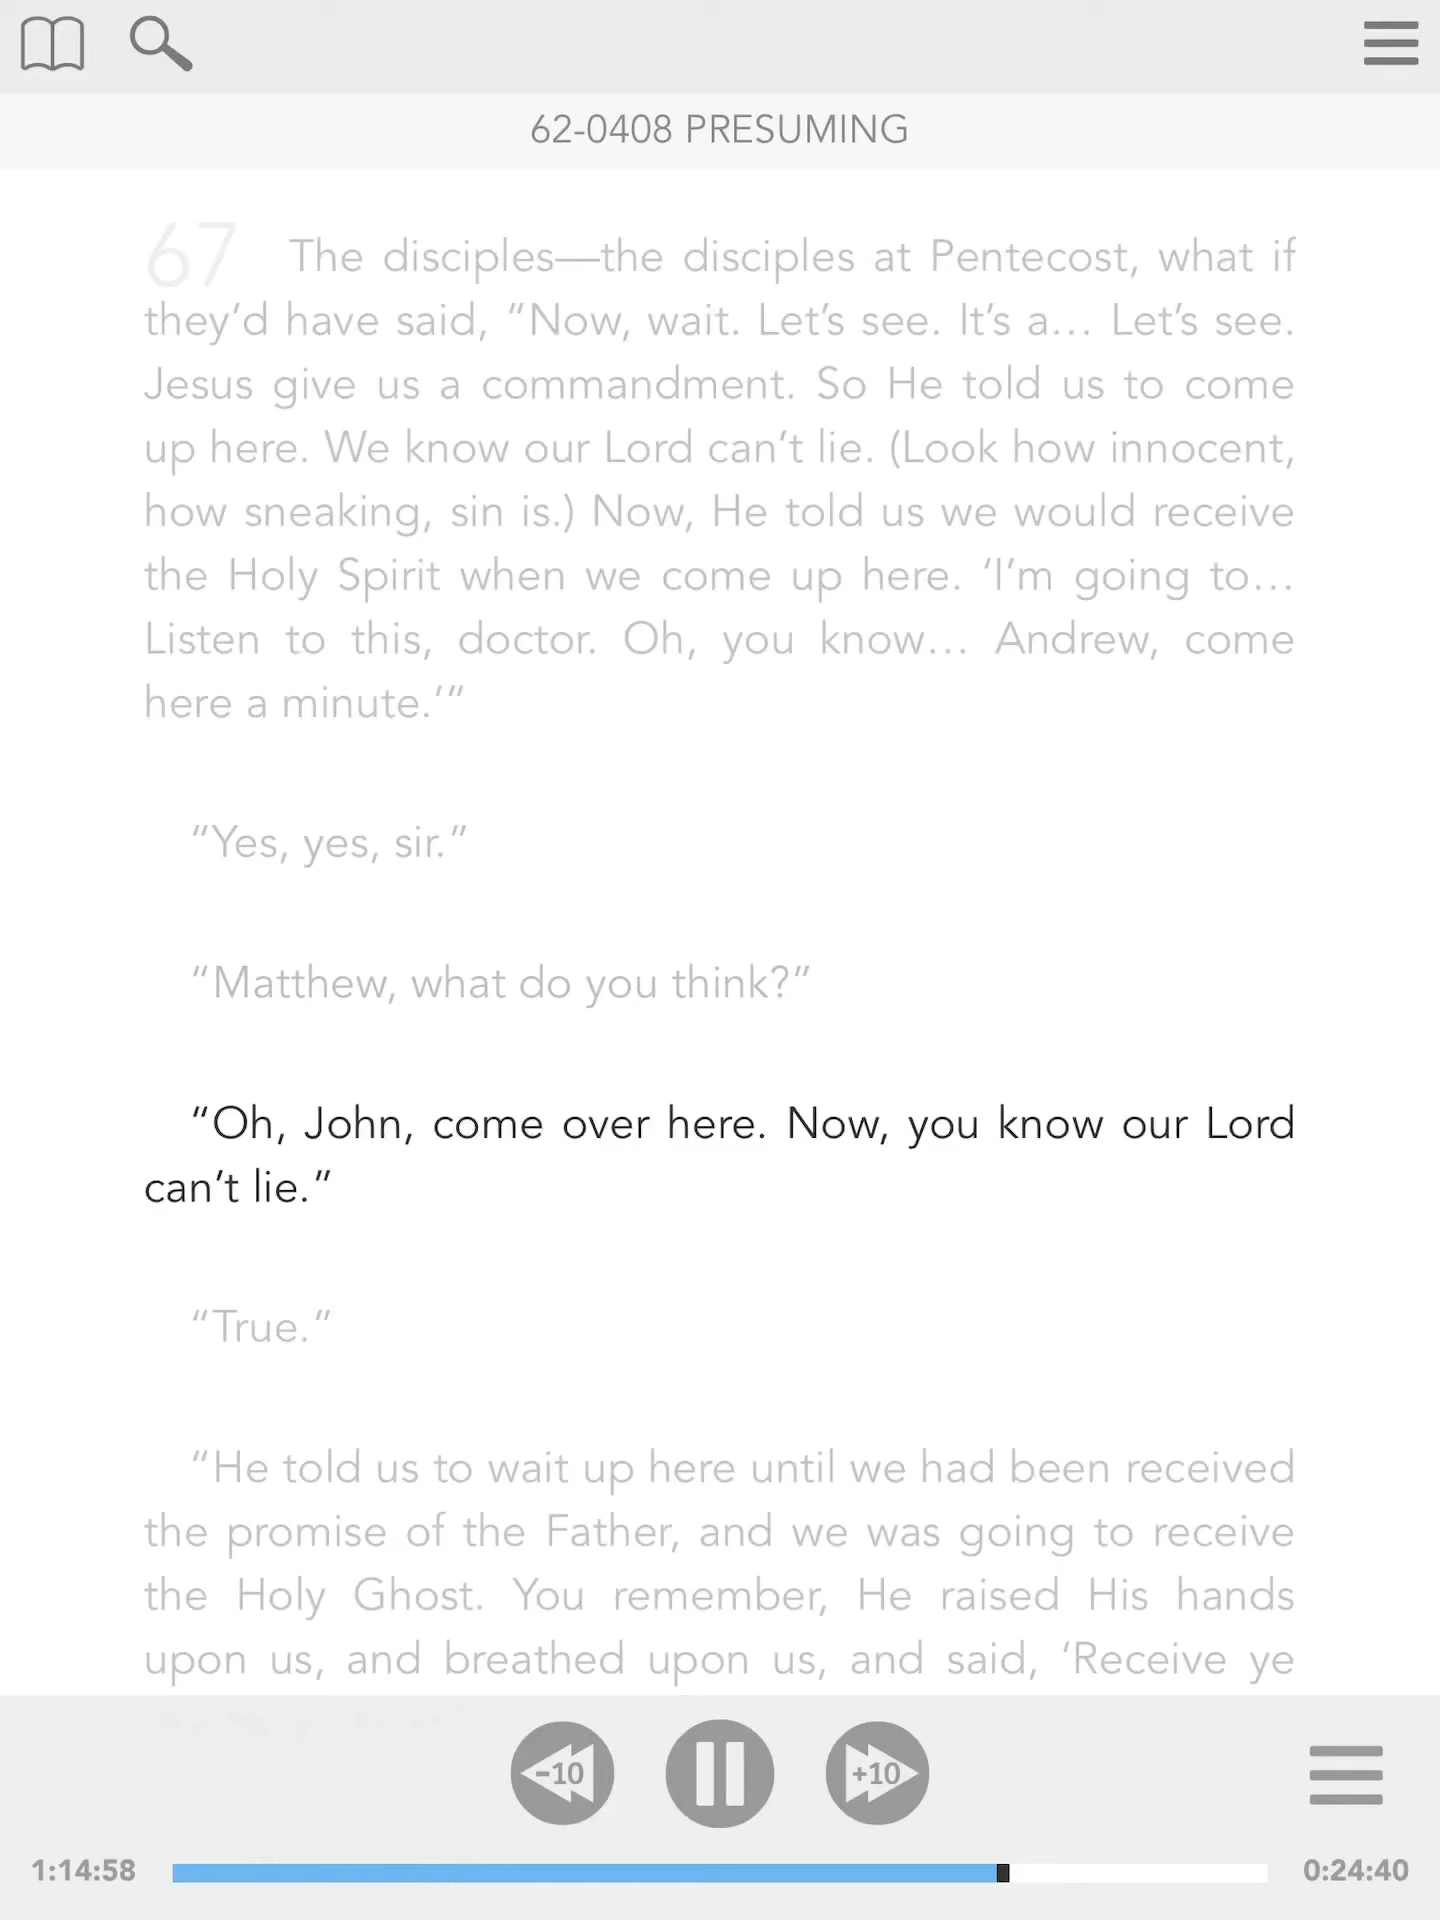 62-0408 PRESUMING
67 The disciples—the disciples at Pentecost, what if
they’d have said, “Now, wait. Let’s see. It’s a… Let’s see.
Jesus give us a commandment. So He told us to come
up here. We know our Lord can’t lie. (Look how innocent,
how sneaking, sin is.) Now, He told us we would receive
the Holy Spirit when we come up here. ‘I’m going to…
Listen to this, doctor. Oh, you know… Andrew, come
here a minute.’”
“Yes, yes, sir.”
“Matthew, what do you think?”
“Oh, John, come over here. Now, you know our Lord
can’t lie.”
“True.”
“He told us to wait up here until we had been received
the promise of the Father, and we was going to receive
the Holy Ghost. You remember, He raised His hands
upon us, and breathed upon us, and said, ‘Receive ye
-10 +10
1:14:58 0:24:40